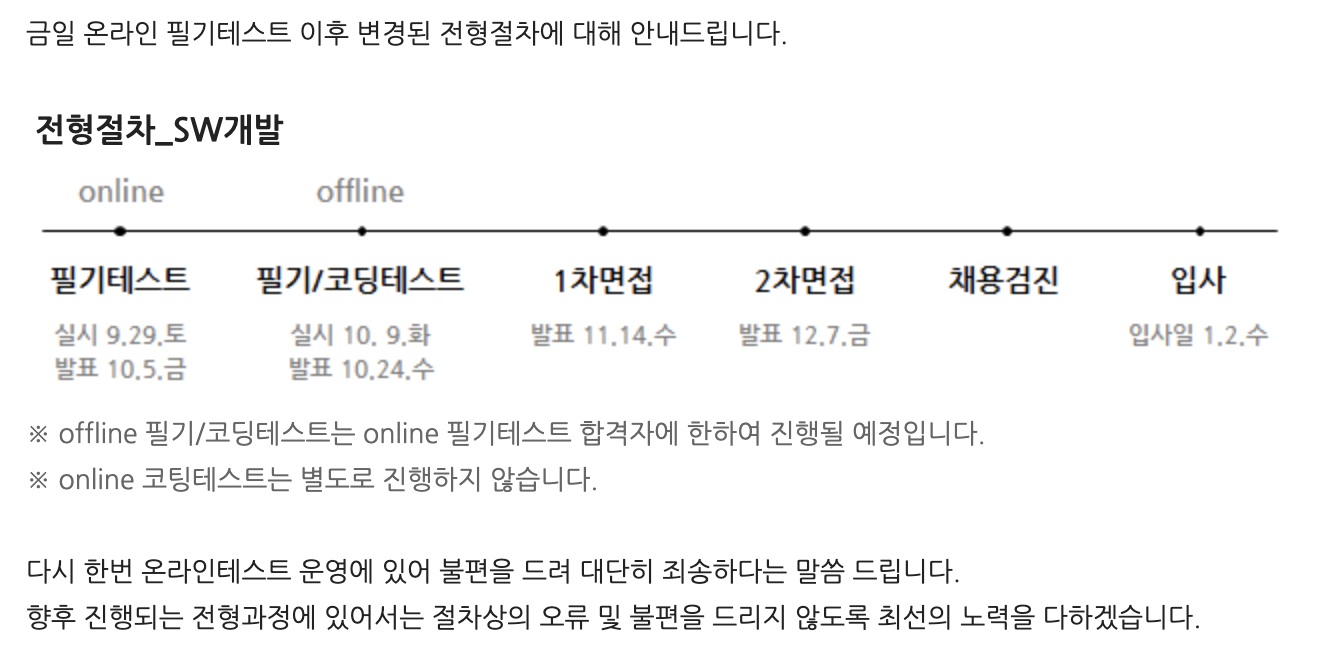 금일 온라인 필기테스트 이후 변경된 전형절차에 대해 안내드립니다.
전형절차_SW개발
online offline
필기테스트 필기/코딩테스트 1차면접 2차면접 채용검진 입사
실시 9.29.토 실시 10. 9.화 발표 11.14.수 발표 12.7.금 입사일 1.2.수
발표 10.5.금 발표 10.24.수
※ offline 필기/코딩테스트는 online 필기테스트 합격자에 한하여 진행될 예정입니다.
※ online 코팅테스트는 별도로 진행하지 않습니다.
다시 한번 온라인테스트 운영에 있어 불편을 드려 대단히 죄송하다는 말씀 드립니다.
향후 진행되는 전형과정에 있어서는 절차상의 오류 및 불편을 드리지 않도록 최선의 노력을 다하겠습니다.